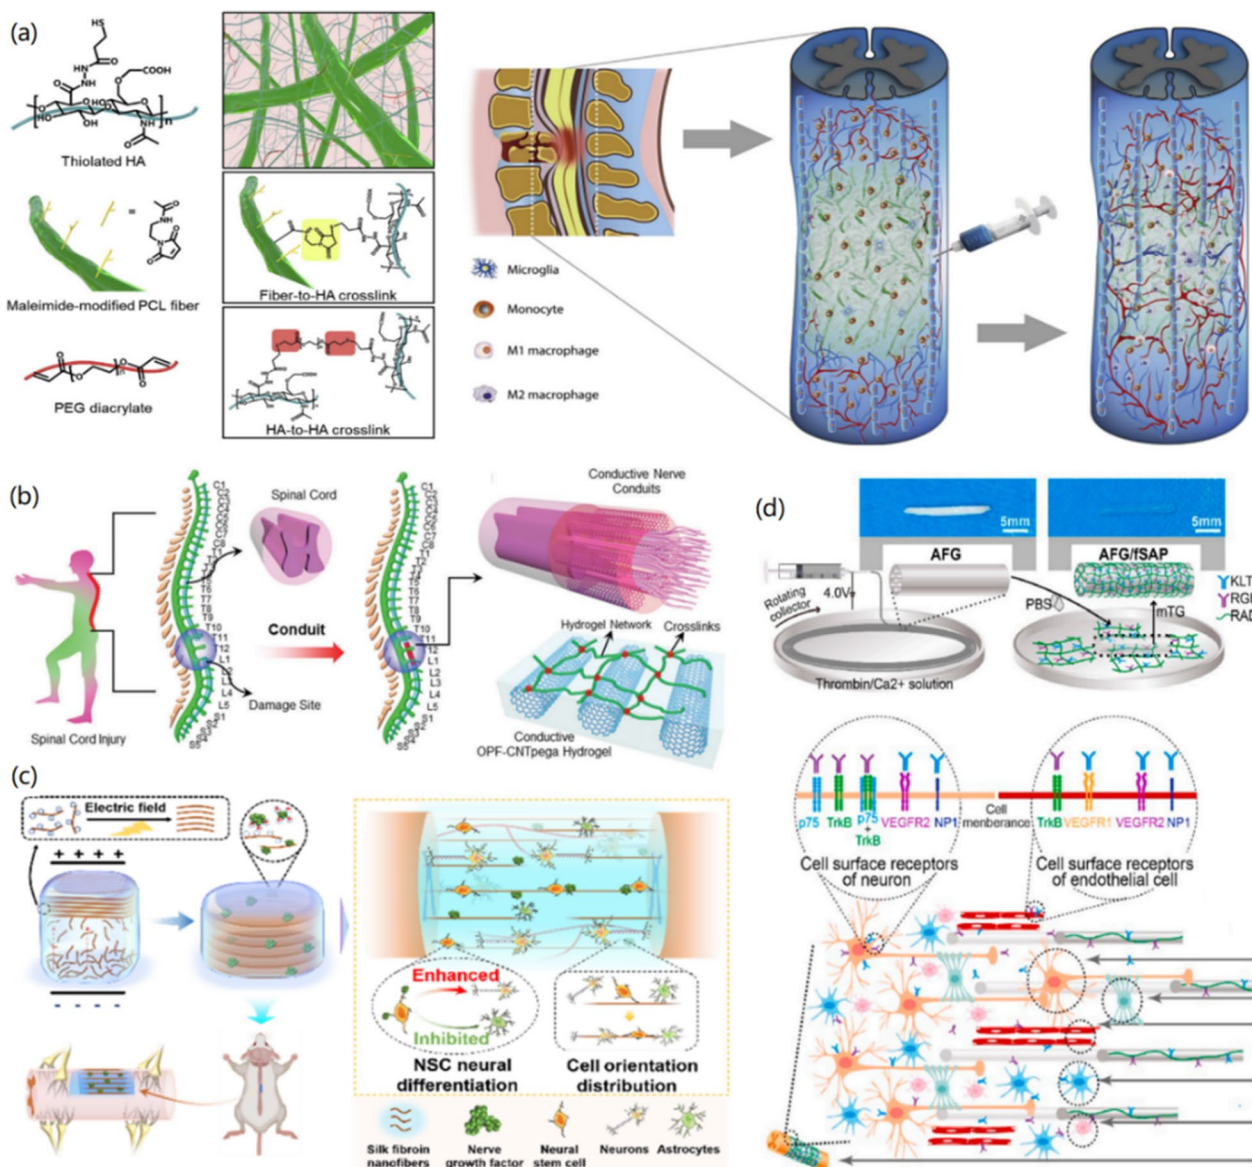 (a)
HS
COOH
Thiolated HA
Maleimide-modified PCL fiber
PEG diacrylate
Fiber-to-HA crosslink
HA-to-HA crosslink
Microglia
Monocyte
M1 macrophage
M2 macrophage
(b)
Spinal Cord Injury
Spinal Cord
Conduit
Damage Site
Conductive Nerve
Conduits
Hydrogel Network
Crosslinks
Conductive
OPF-CNTpega Hydrogel
(c)
Electric field
+ + + +
- - - -
Enhanced
Inhibited
NSC neural
differentiation
Cell orientation
distribution
Silk fibroin
nanofibers
Nerve
growth factor
Neural
stem cell
Neurons
Astrocytes
(d)
5mm
5mm
AFG
AFG/fSAP
KLT
RGI
RAD
Rotating
collector
4.0V
PBS
mTG
Thrombin/Ca2+ solution
p75
TrkB
p75
+
TrkB
VEGFR2
NP1
Cell
menberance
TrkB
VEGFR1
VEGFR2
NP1
Cell surface receptors
of neuron
Cell surface receptors
of endothelial cell